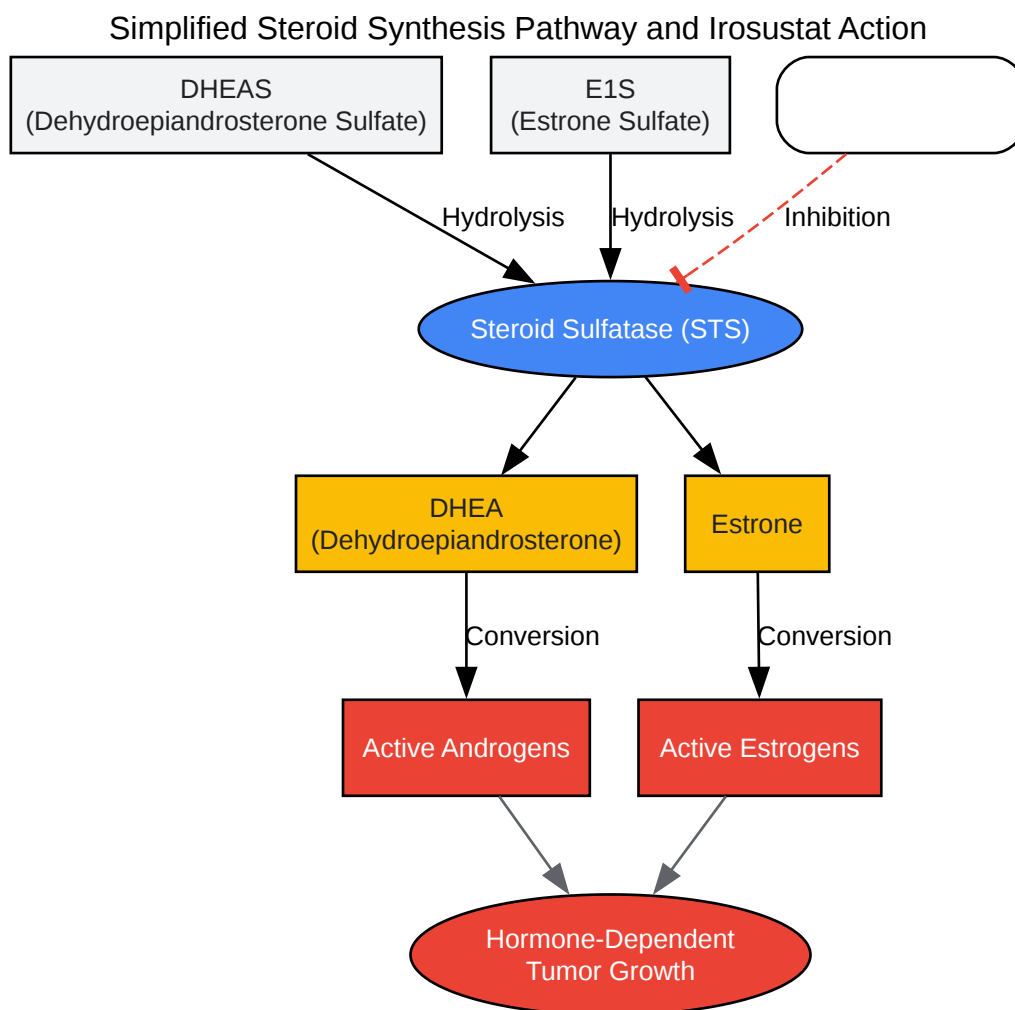 Simplified Steroid Synthesis Pathway and Irosustat Action
DHEAS
(Dehydroepiandrosterone Sulfate)
E1S
(Estrone Sulfate)
Hydrolysis
Hydrolysis
Inhibition
Steroid Sulfatase (STS)
DHEA
(Dehydroepiandrosterone)
Estrone
Conversion
Conversion
Active Androgens
Active Estrogens
Hormone-Dependent
Tumor Growth